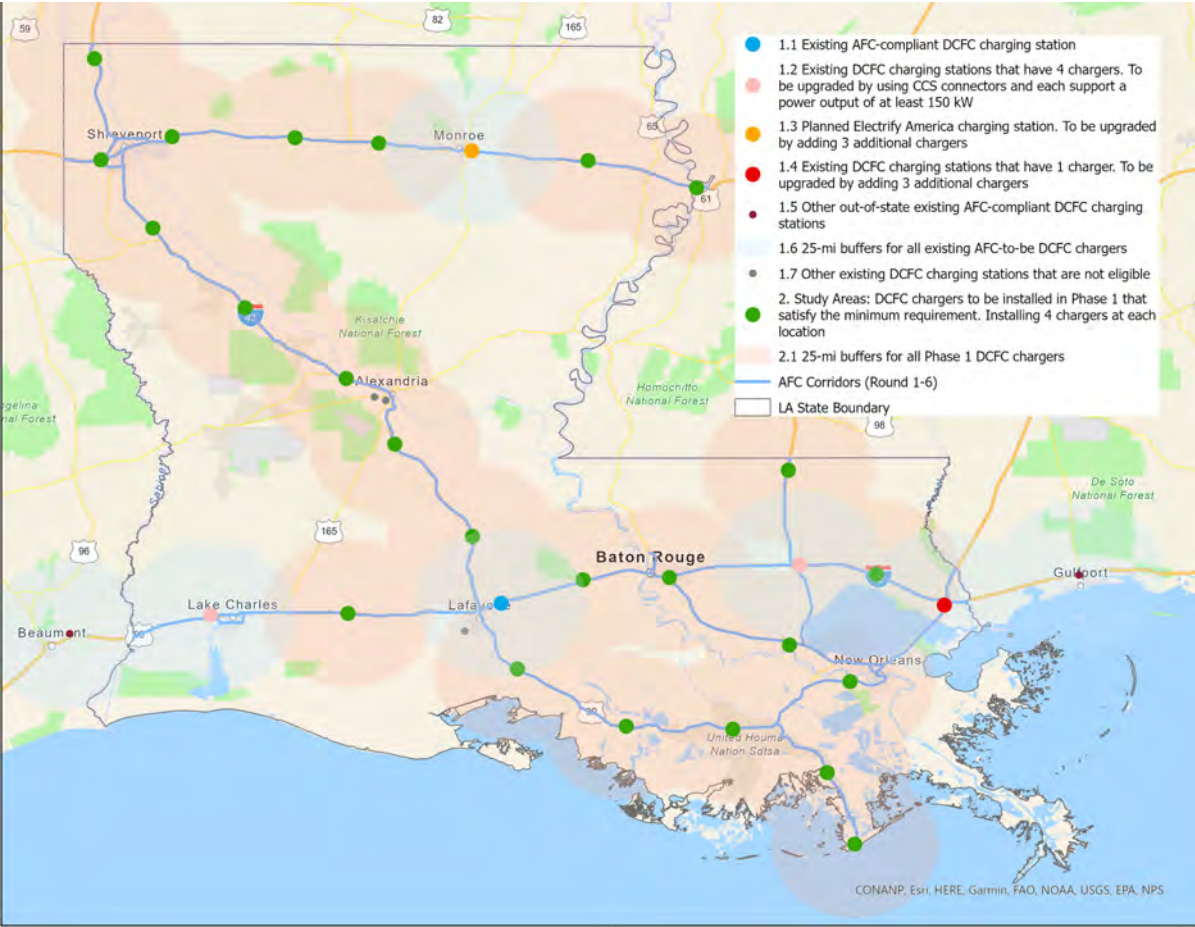 59
82
165
1.1 Existing AFC-compliant DCFC charging station
1.2 Existing DCFC charging stations that have 4 chargers. To
be upgraded by using CCS connectors and each support a
power output of at least 150 kW
1.3 Planned Electrify America charging station. To be upgraded
by adding 3 additional chargers
1.4 Existing DCFC charging stations that have 1 charger. To be
upgraded by adding 3 additional chargers
1.5 Other out-of-state existing AFC-compliant DCFC charging
stations
1.6 25-mi buffers for all existing AFC-to-be DCFC chargers
1.7 Other existing DCFC charging stations that are not eligible
2. Study Areas: DCFC chargers to be installed in Phase 1 that
satisfy the minimum requirement. Installing 4 chargers at each
location
2.1 25-mi buffers for all Phase 1 DCFC chargers
AFC Corridors (Round 1-6)
LA State Boundary
Shreveport
Monroe
65
61
Kisatchie
National Forest
Alexandria
Homochitto
National Forest
ngelina
nal Forest
98
De Soto
National Forest
Sabine
Pearl
165
96
Baton Rouge
Gulfport
Lake Charles
Lafayette
Beaumont
90
New Orleans
90
United Houma
Nation Sdtsa
CONANP, Esri, HERE, Garmin, FAO, NOAA, USGS, EPA, NPS